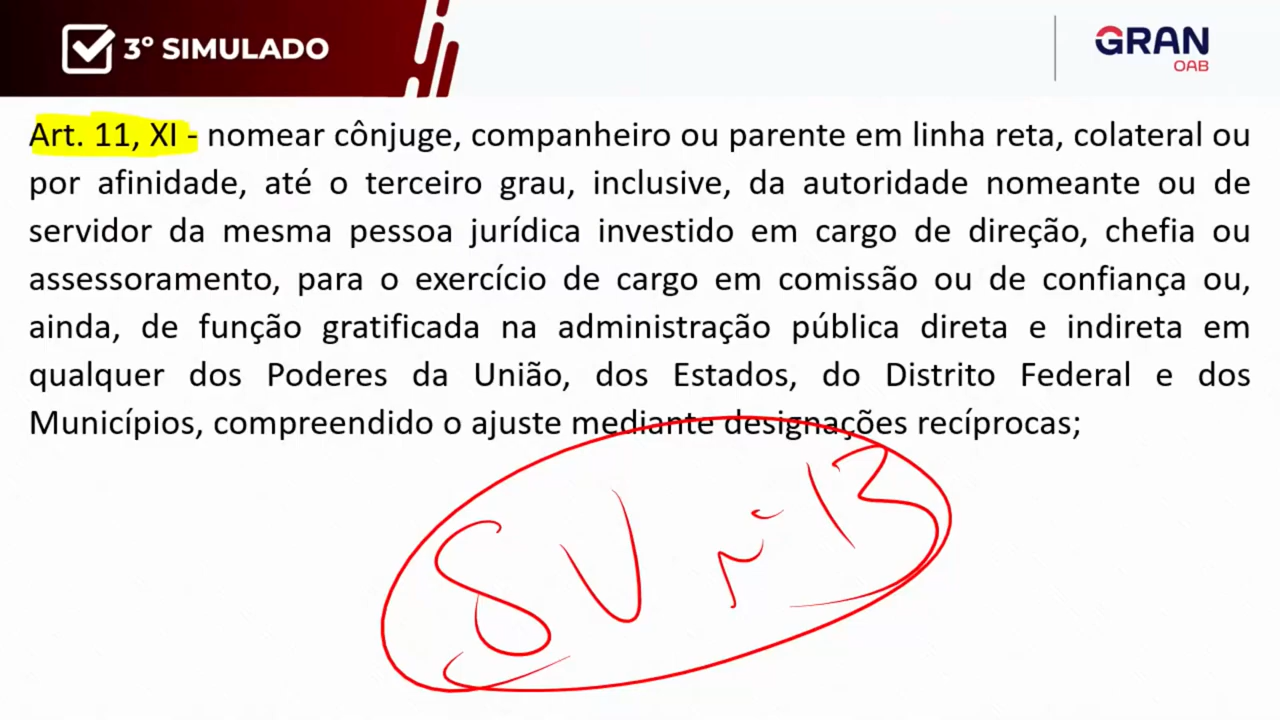 3º SIMULADO
GRAN
OAB
Art. 11, XI - nomear cônjuge, companheiro ou parente em linha reta, colateral ou
por afinidade, até o terceiro grau, inclusive, da autoridade nomeante ou de
servidor da mesma pessoa jurídica investido em cargo de direção, chefia ou
assessoramento, para o exercício de cargo em comissão ou de confiança ou,
ainda, de função gratificada na administração pública direta e indireta em
qualquer dos Poderes da União, dos Estados, do Distrito Federal e dos
Municípios, compreendido o ajuste mediante designações recíprocas;
SV nº 13